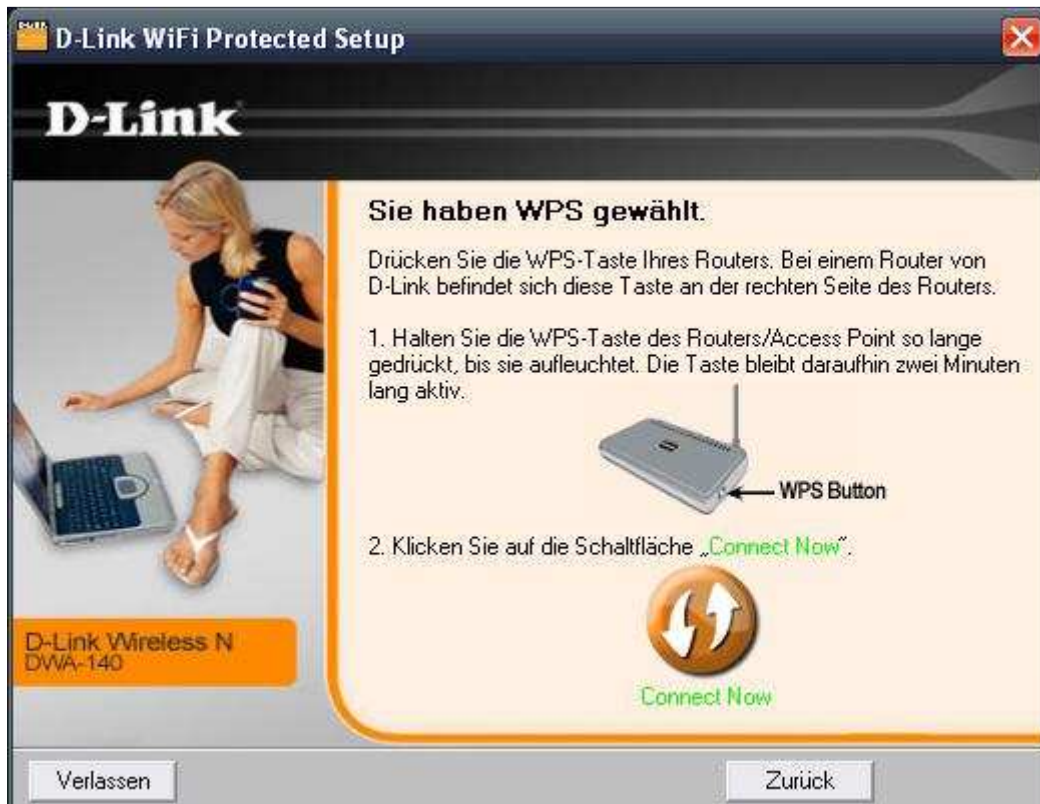 D-Link WiFi Protected Setup
D-Link
Sie haben WPS gewählt.
Drücken Sie die WPS-Taste Ihres Routers. Bei einem Router von
D-Link befindet sich diese Taste an der rechten Seite des Routers.
1. Halten Sie die WPS-Taste des Routers/Access Point so lange
gedrückt, bis sie aufleuchtet. Die Taste bleibt daraufhin zwei Minuten
lang aktiv.
WPS Button
2. Klicken Sie auf die Schaltfläche „Connect Now“.
Connect Now
D-Link Wireless N
DWA-140
Verlassen
Zurück